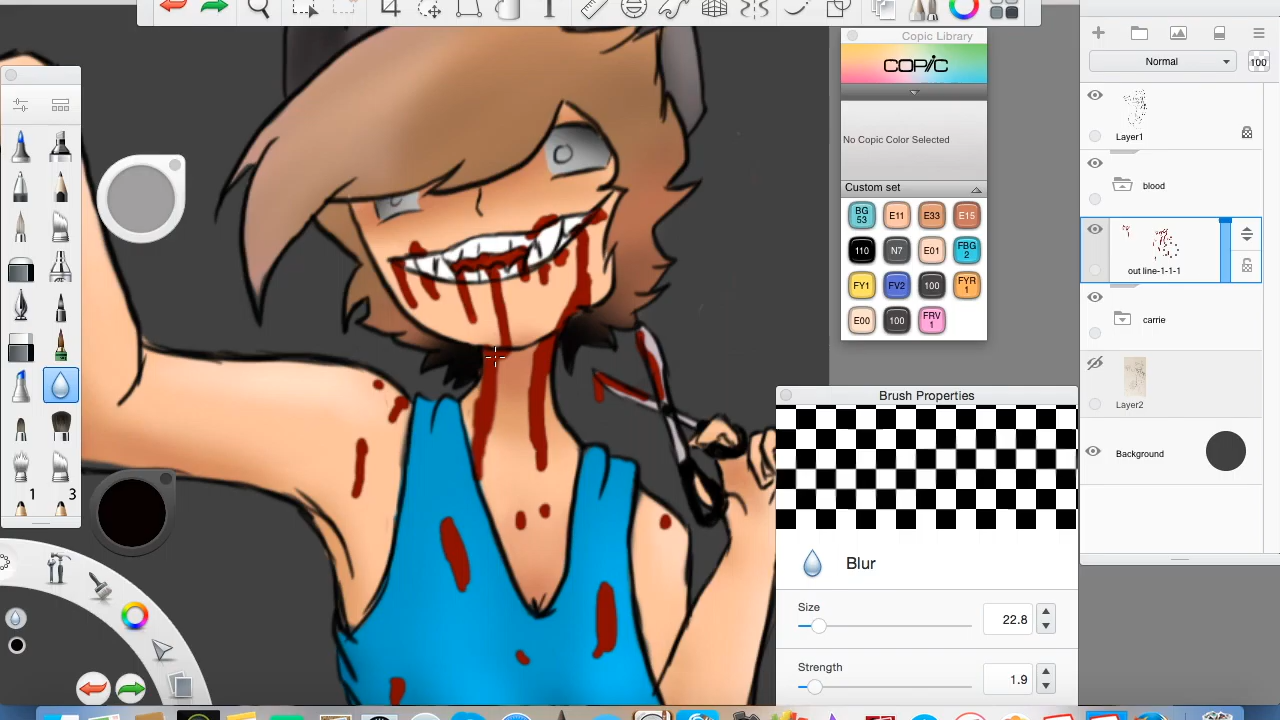 T
Copic Library
COPIC
No Copic Color Selected
Custom set
BG
53
E11
E33
E15
110
N7
E01
FBG
2
FY1
FV2
100
FYR
1
E00
100
FRV
1
Normal
100
Layer1
blood
out line-1-1-1
carrie
Layer2
Background
1
3
Brush Properties
Blur
Size
22.8
Strength
1.9